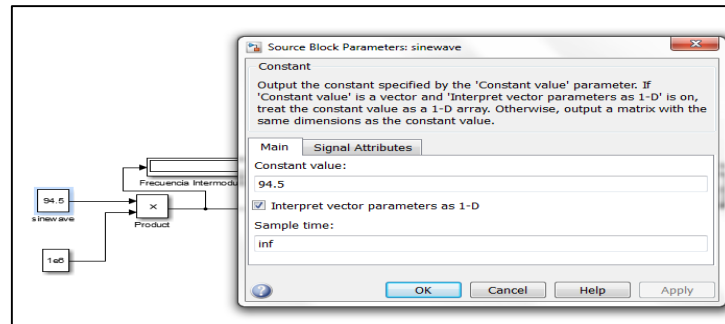 Source Block Parameters: sinewave
Constant
Output the constant specified by the 'Constant value' parameter. If
'Constant value' is a vector and 'Interpret vector parameters as 1-D' is on,
treat the constant value as a 1-D array. Otherwise, output a matrix with the
same dimensions as the constant value.
Main
Signal Attributes
Constant value:
94.5
Interpret vector parameters as 1-D
Sample time:
inf
OK
Cancel
Help
Apply
Frecuencia Intermodu
94.5
sinewave
×
Product
1e6